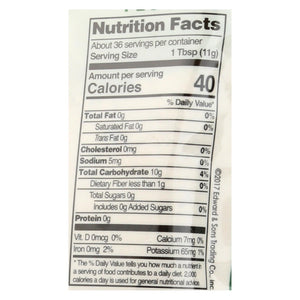 Nutrition Facts
About 36 servings per container
Serving Size 1 Tbsp (11g)
Amount per serving
Calories 40
% Daily Value*
Total Fat 0g 0%
Saturated Fat 0g 0%
Trans Fat 0g
Cholesterol 0mg 0%
Sodium 5mg 0%
Total Carbohydrate 10g 4%
Dietary Fiber less than 1g 0%
Total Sugars 0g
Includes 0g Added Sugars 0%
Protein 0g
Vit. D 0mcg 0% Calcium 7mg 0%
Iron 0mg 2% Potassium 65mg 1%
* The % Daily Value tells you how much a nutrient in
a serving of food contributes to a daily diet. 2,000
calories a day is used for general nutritional advice.
©2017 Edward & Sons Trading Co., Inc